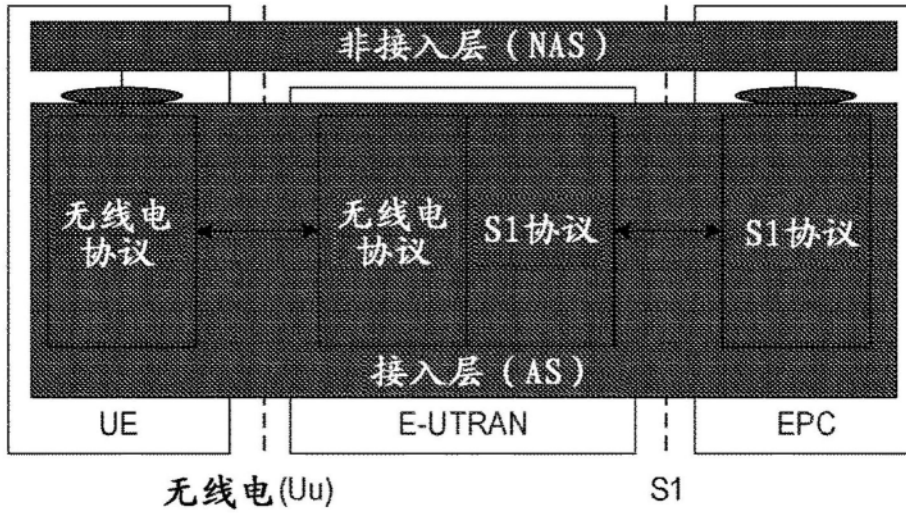 非接入层(NAS)
无线电
协议
无线电
协议
S1协议
S1协议
接入层(AS)
UE
E-UTRAN
EPC
无线电(Uu)
S1